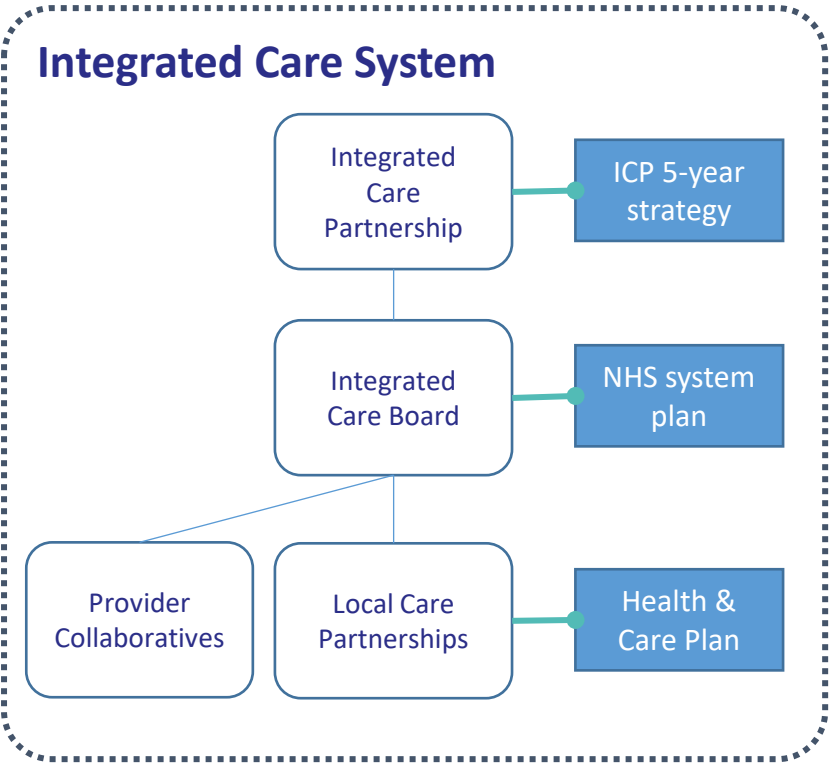 Integrated Care System
Integrated
Care
Partnership
ICP 5-year
strategy
Integrated
Care Board
NHS system
plan
Provider
Collaboratives
Local Care
Partnerships
Health &
Care Plan